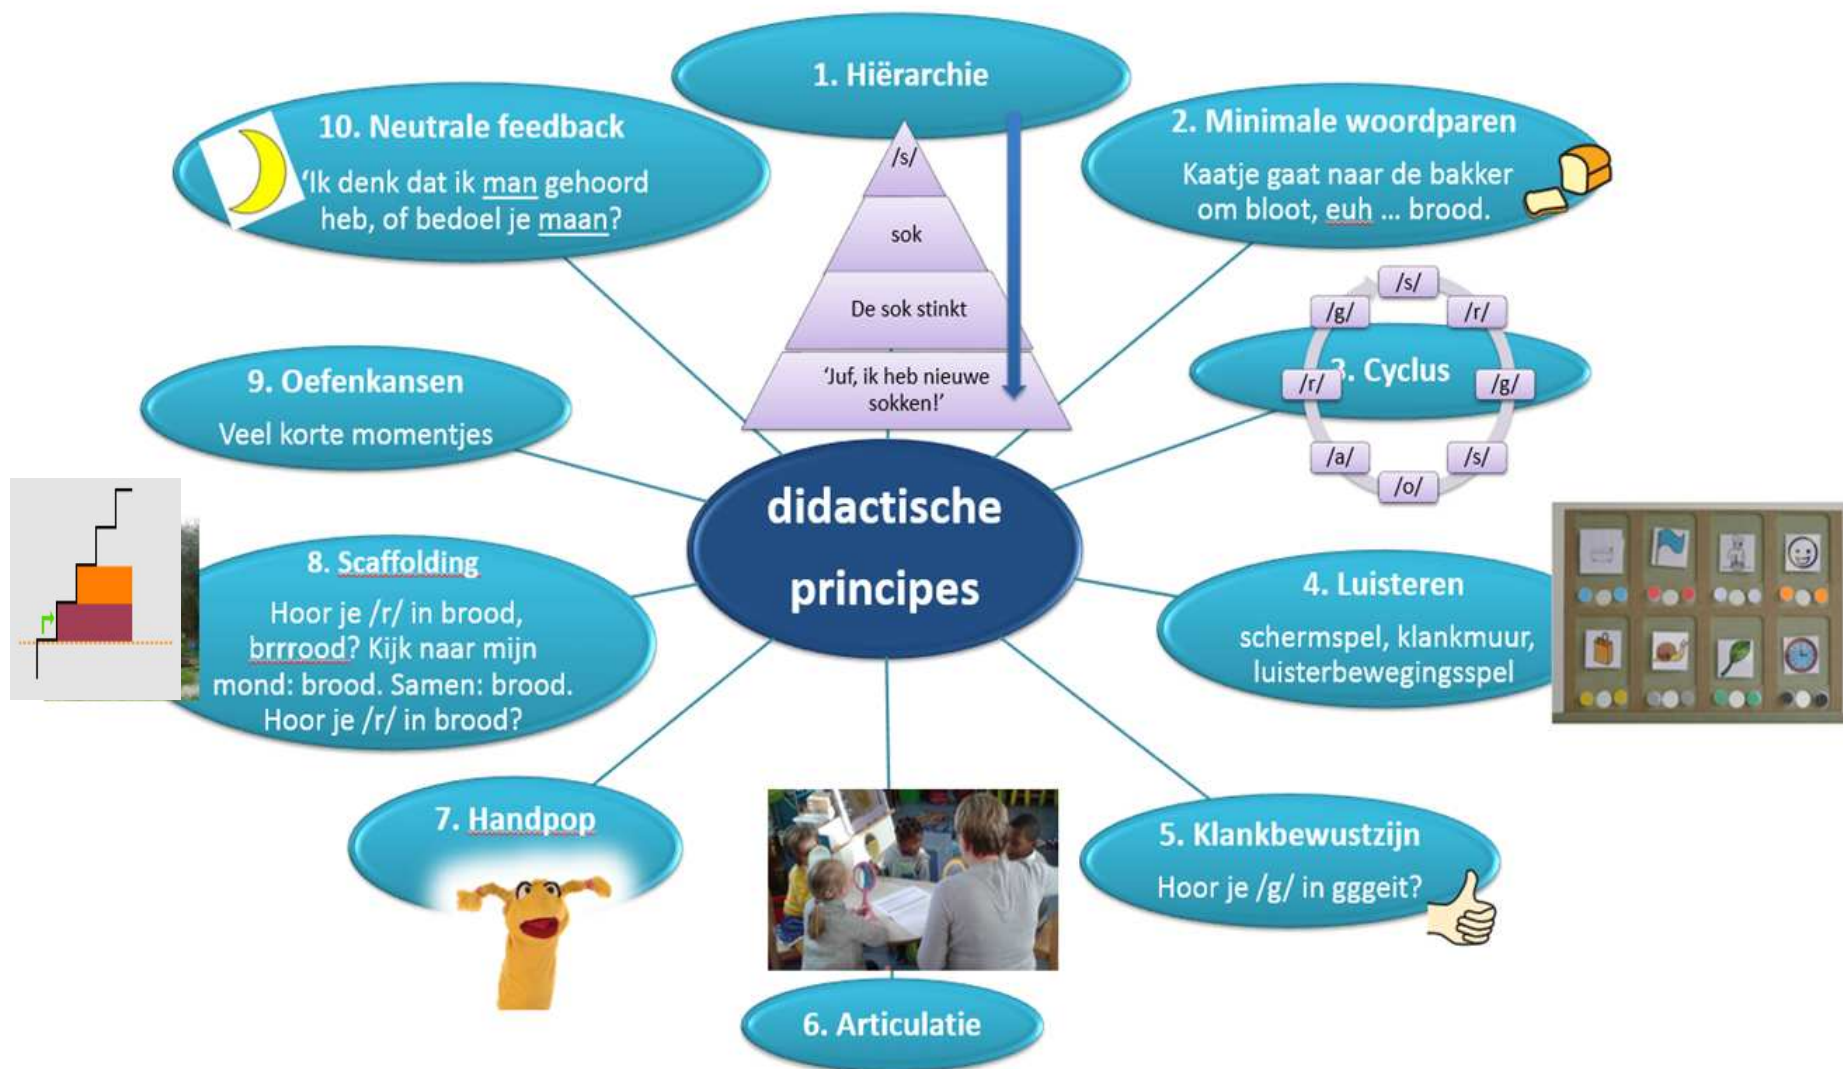 didactische
principes
1. Hiërarchie
/s/
sok
De sok stinkt
'Juf, ik heb nieuwe
sokken!'
2. Minimale woordparen
Kaatje gaat naar de bakker
om bloot, euh ... brood.
3. Cyclus
/s/
/r/
/g/
/s/
/o/
/a/
/r/
/g/
4. Luisteren
schermspel, klankmuur,
luisterbewegingsspel
5. Klankbewustzijn
Hoor je /g/ in gggeit?
6. Articulatie
7. Handpop
8. Scaffolding
Hoor je /r/ in brood,
brrrood? Kijk naar mijn
mond: brood. Samen: brood.
Hoor je /r/ in brood?
9. Oefenkansen
Veel korte momentjes
10. Neutrale feedback
'Ik denk dat ik man gehoord
heb, of bedoel je maan?